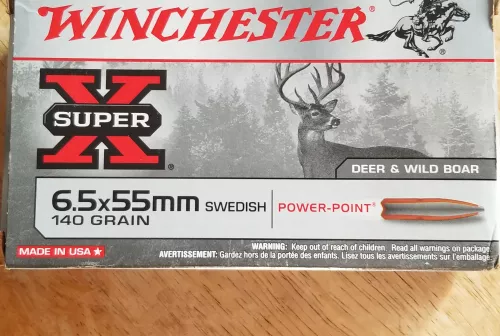 WINCHESTER®
X
SUPER
®
DEER & WILD BOAR
6.5x55mm SWEDISH POWER-POINT®
140 GRAIN
MADE IN USA ★
WARNING: Keep out of reach of children. Read all warnings on package.
AVERTISSEMENT: Gardez hors de la portée des enfants. Lisez tous les avertissements sur l'emballage.